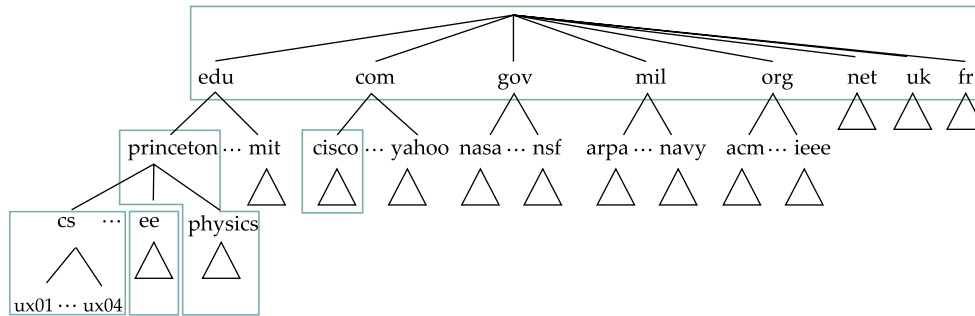 edu com gov mil org net uk fr
princeton ... mit cisco ... yahoo nasa ... nsf arpa ... navy acm ... ieee
cs ... ee physics
ux01 ... ux04